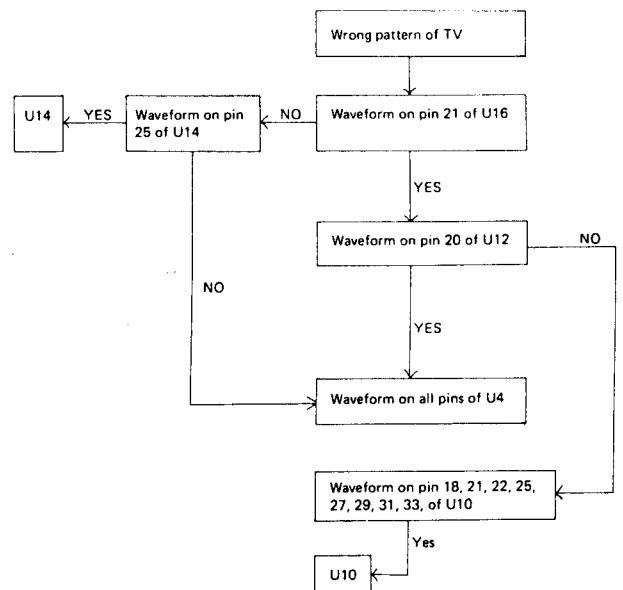 Wrong pattern of TV
U14
YES
Waveform on pin
25 of U14
NO
Waveform on pin 21 of U16
YES
Waveform on pin 20 of U12
NO
NO
YES
Waveform on all pins of U4
Waveform on pin 18, 21, 22, 25,
27, 29, 31, 33, of U10
Yes
U10